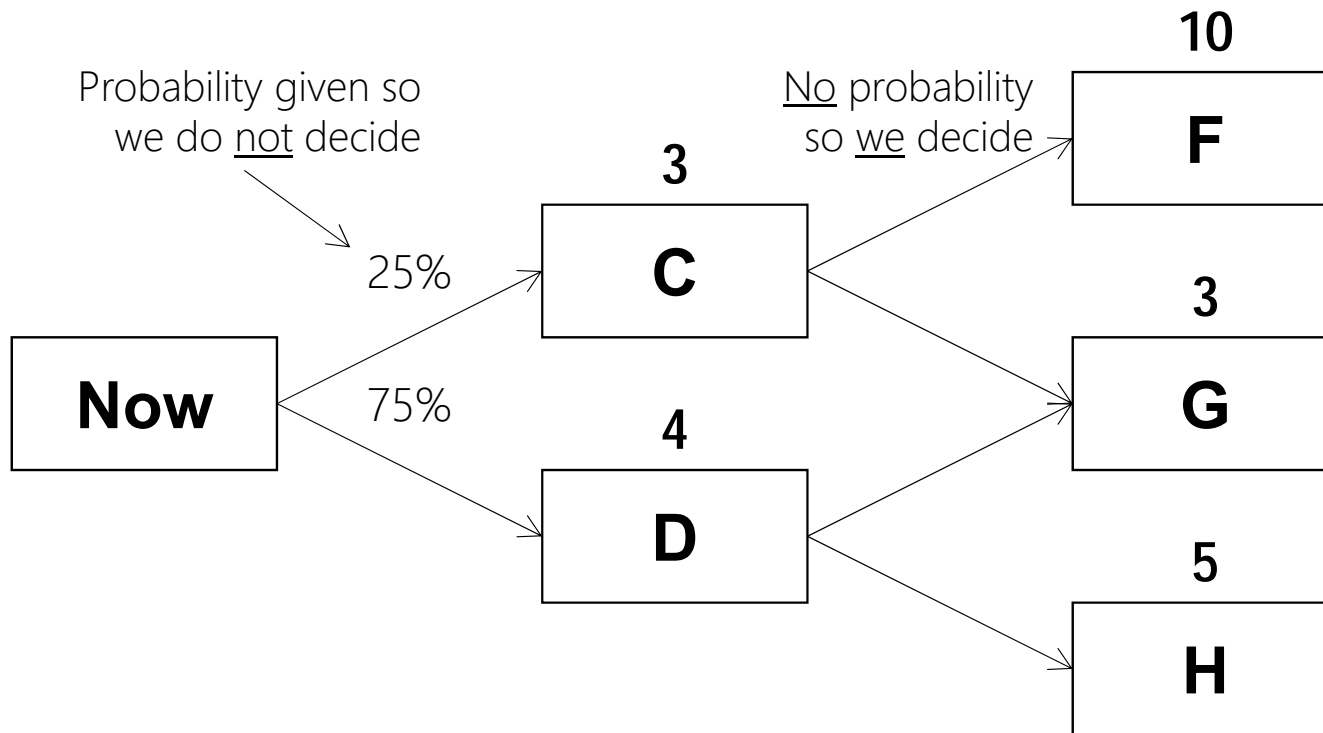 10
Probability given so
we do not decide
No probability
so we decide
F
3
25%
C
3
Now
75%
G
4
D
5
H